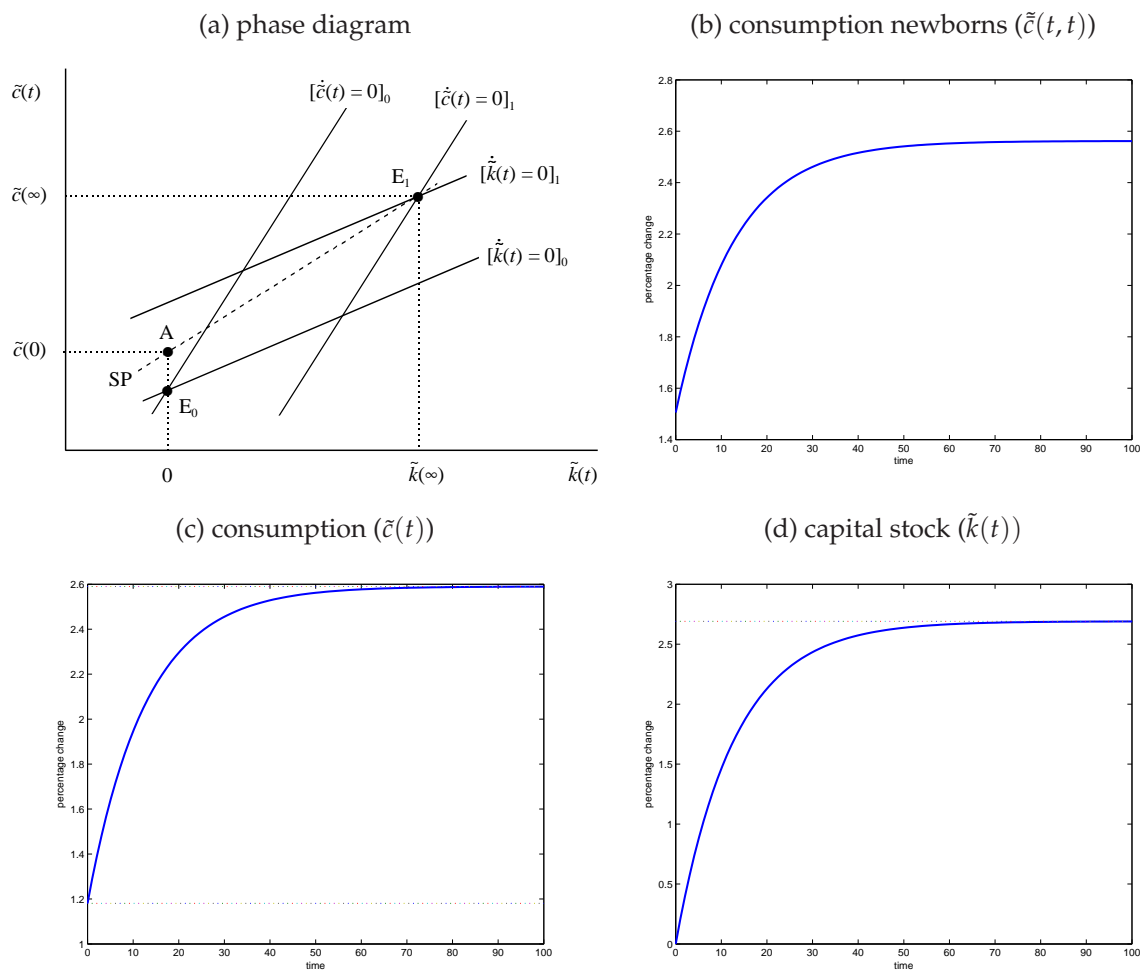 (a) phase diagram
c̃(t)
[ċ̃(t) = 0]₀
[ċ̃(t) = 0]₁
E₁
[k̃̇(t) = 0]₁
c̃(∞)
[k̃̇(t) = 0]₀
A
c̃(0)
SP
E₀
0
k̃(∞)
k̃(t)
(b) consumption newborns (c̄̃(t, t))
2.8
2.6
2.4
2.2
2
1.8
1.6
1.4
percentage change
0 10 20 30 40 50 60 70 80 90 100
time
(c) consumption (c̃(t))
2.6
2.4
2.2
2
1.8
1.6
1.4
1.2
1
percentage change
0 10 20 30 40 50 60 70 80 90 100
time
(d) capital stock (k̃(t))
3
2.5
2
1.5
1
0.5
0
percentage change
0 10 20 30 40 50 60 70 80 90 100
time